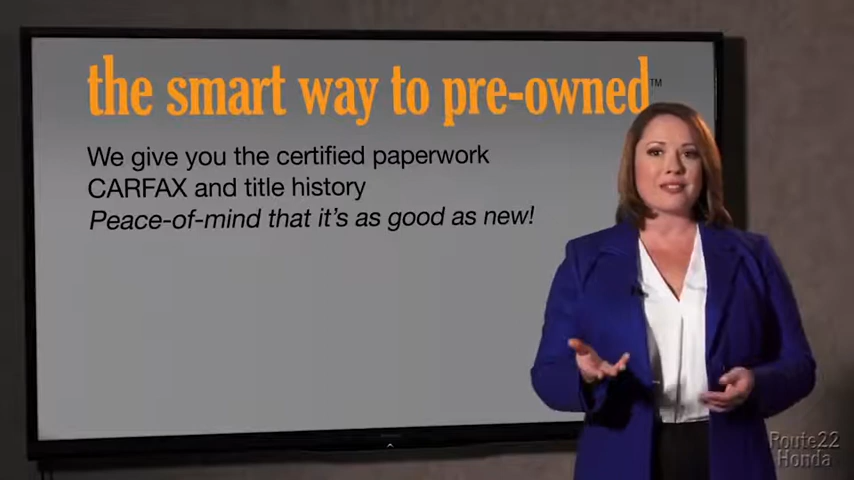 the smart way to pre-owned™
We give you the certified paperwork
CARFAX and title history
Peace-of-mind that it's as good as new!
Route22
Honda